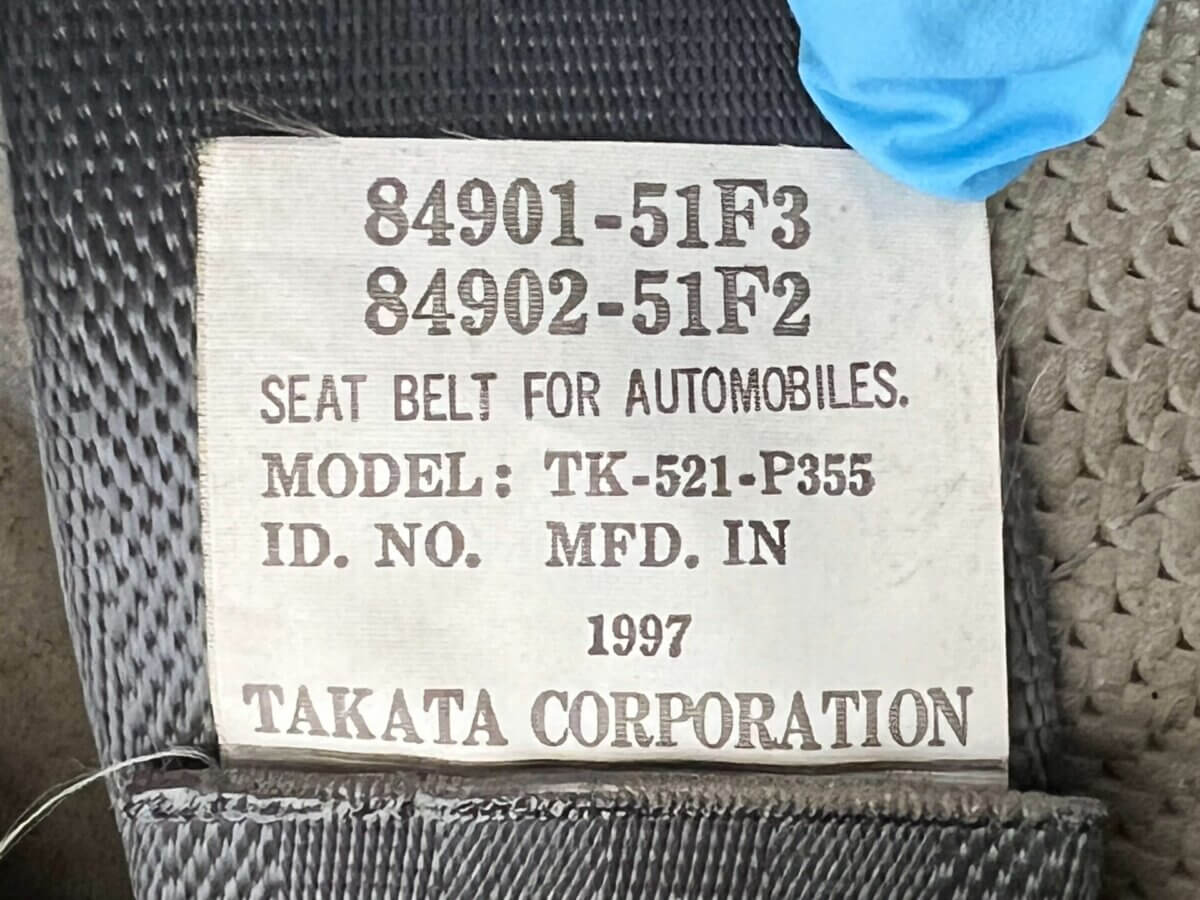 84901-51F3
84902-51F2
SEAT BELT FOR AUTOMOBILES.
MODEL: TK-521-P355
ID. NO. MFD. IN
1997
TAKATA CORPORATION